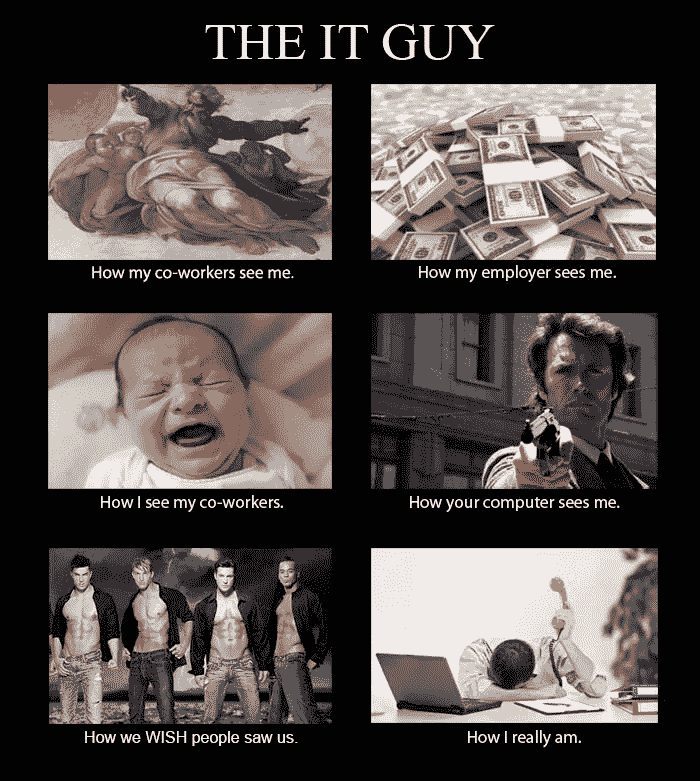 THE IT GUY
How my co-workers see me.
How my employer sees me.
How I see my co-workers.
How your computer sees me.
How we WISH people saw us.
How I really am.